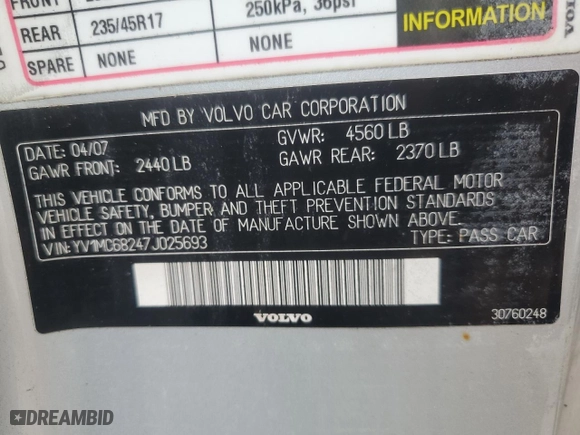 FRONT 250kPa, 36psi
REAR 235/45R17
SPARE NONE NONE
INFORMATION
VOLVO
MFD BY VOLVO CAR CORPORATION
DATE: 04/07 GVWR: 4560 LB
GAWR FRONT: 2440 LB GAWR REAR: 2370 LB
THIS VEHICLE CONFORMS TO ALL APPLICABLE FEDERAL MOTOR
VEHICLE SAFETY, BUMPER AND THEFT PREVENTION STANDARDS
IN EFFECT ON THE DATE OF MANUFACTURE SHOWN ABOVE.
VIN: YV1MC68247J025693 TYPE: PASS CAR
VOLVO 30760248
DREAMBID